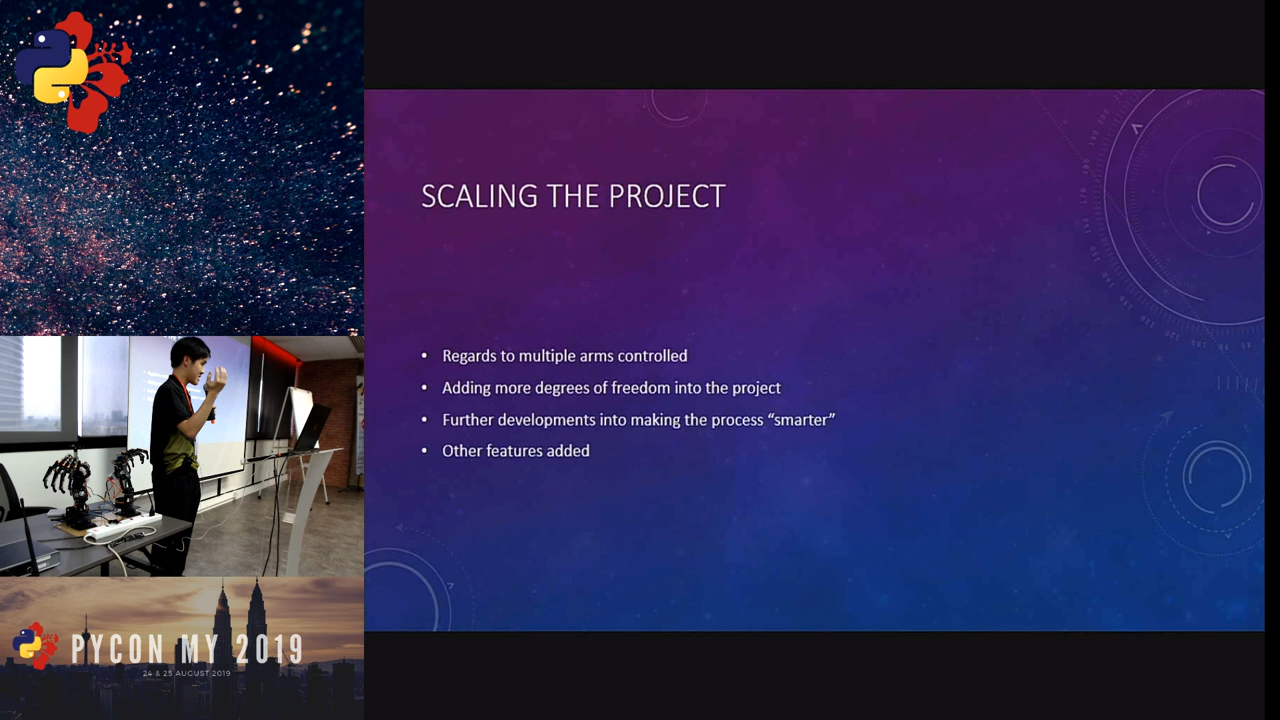 SCALING THE PROJECT
• Regards to multiple arms controlled
• Adding more degrees of freedom into the project
• Further developments into making the process “smarter”
• Other features added
PYCON MY 2019
24 & 25 AUGUST 2019